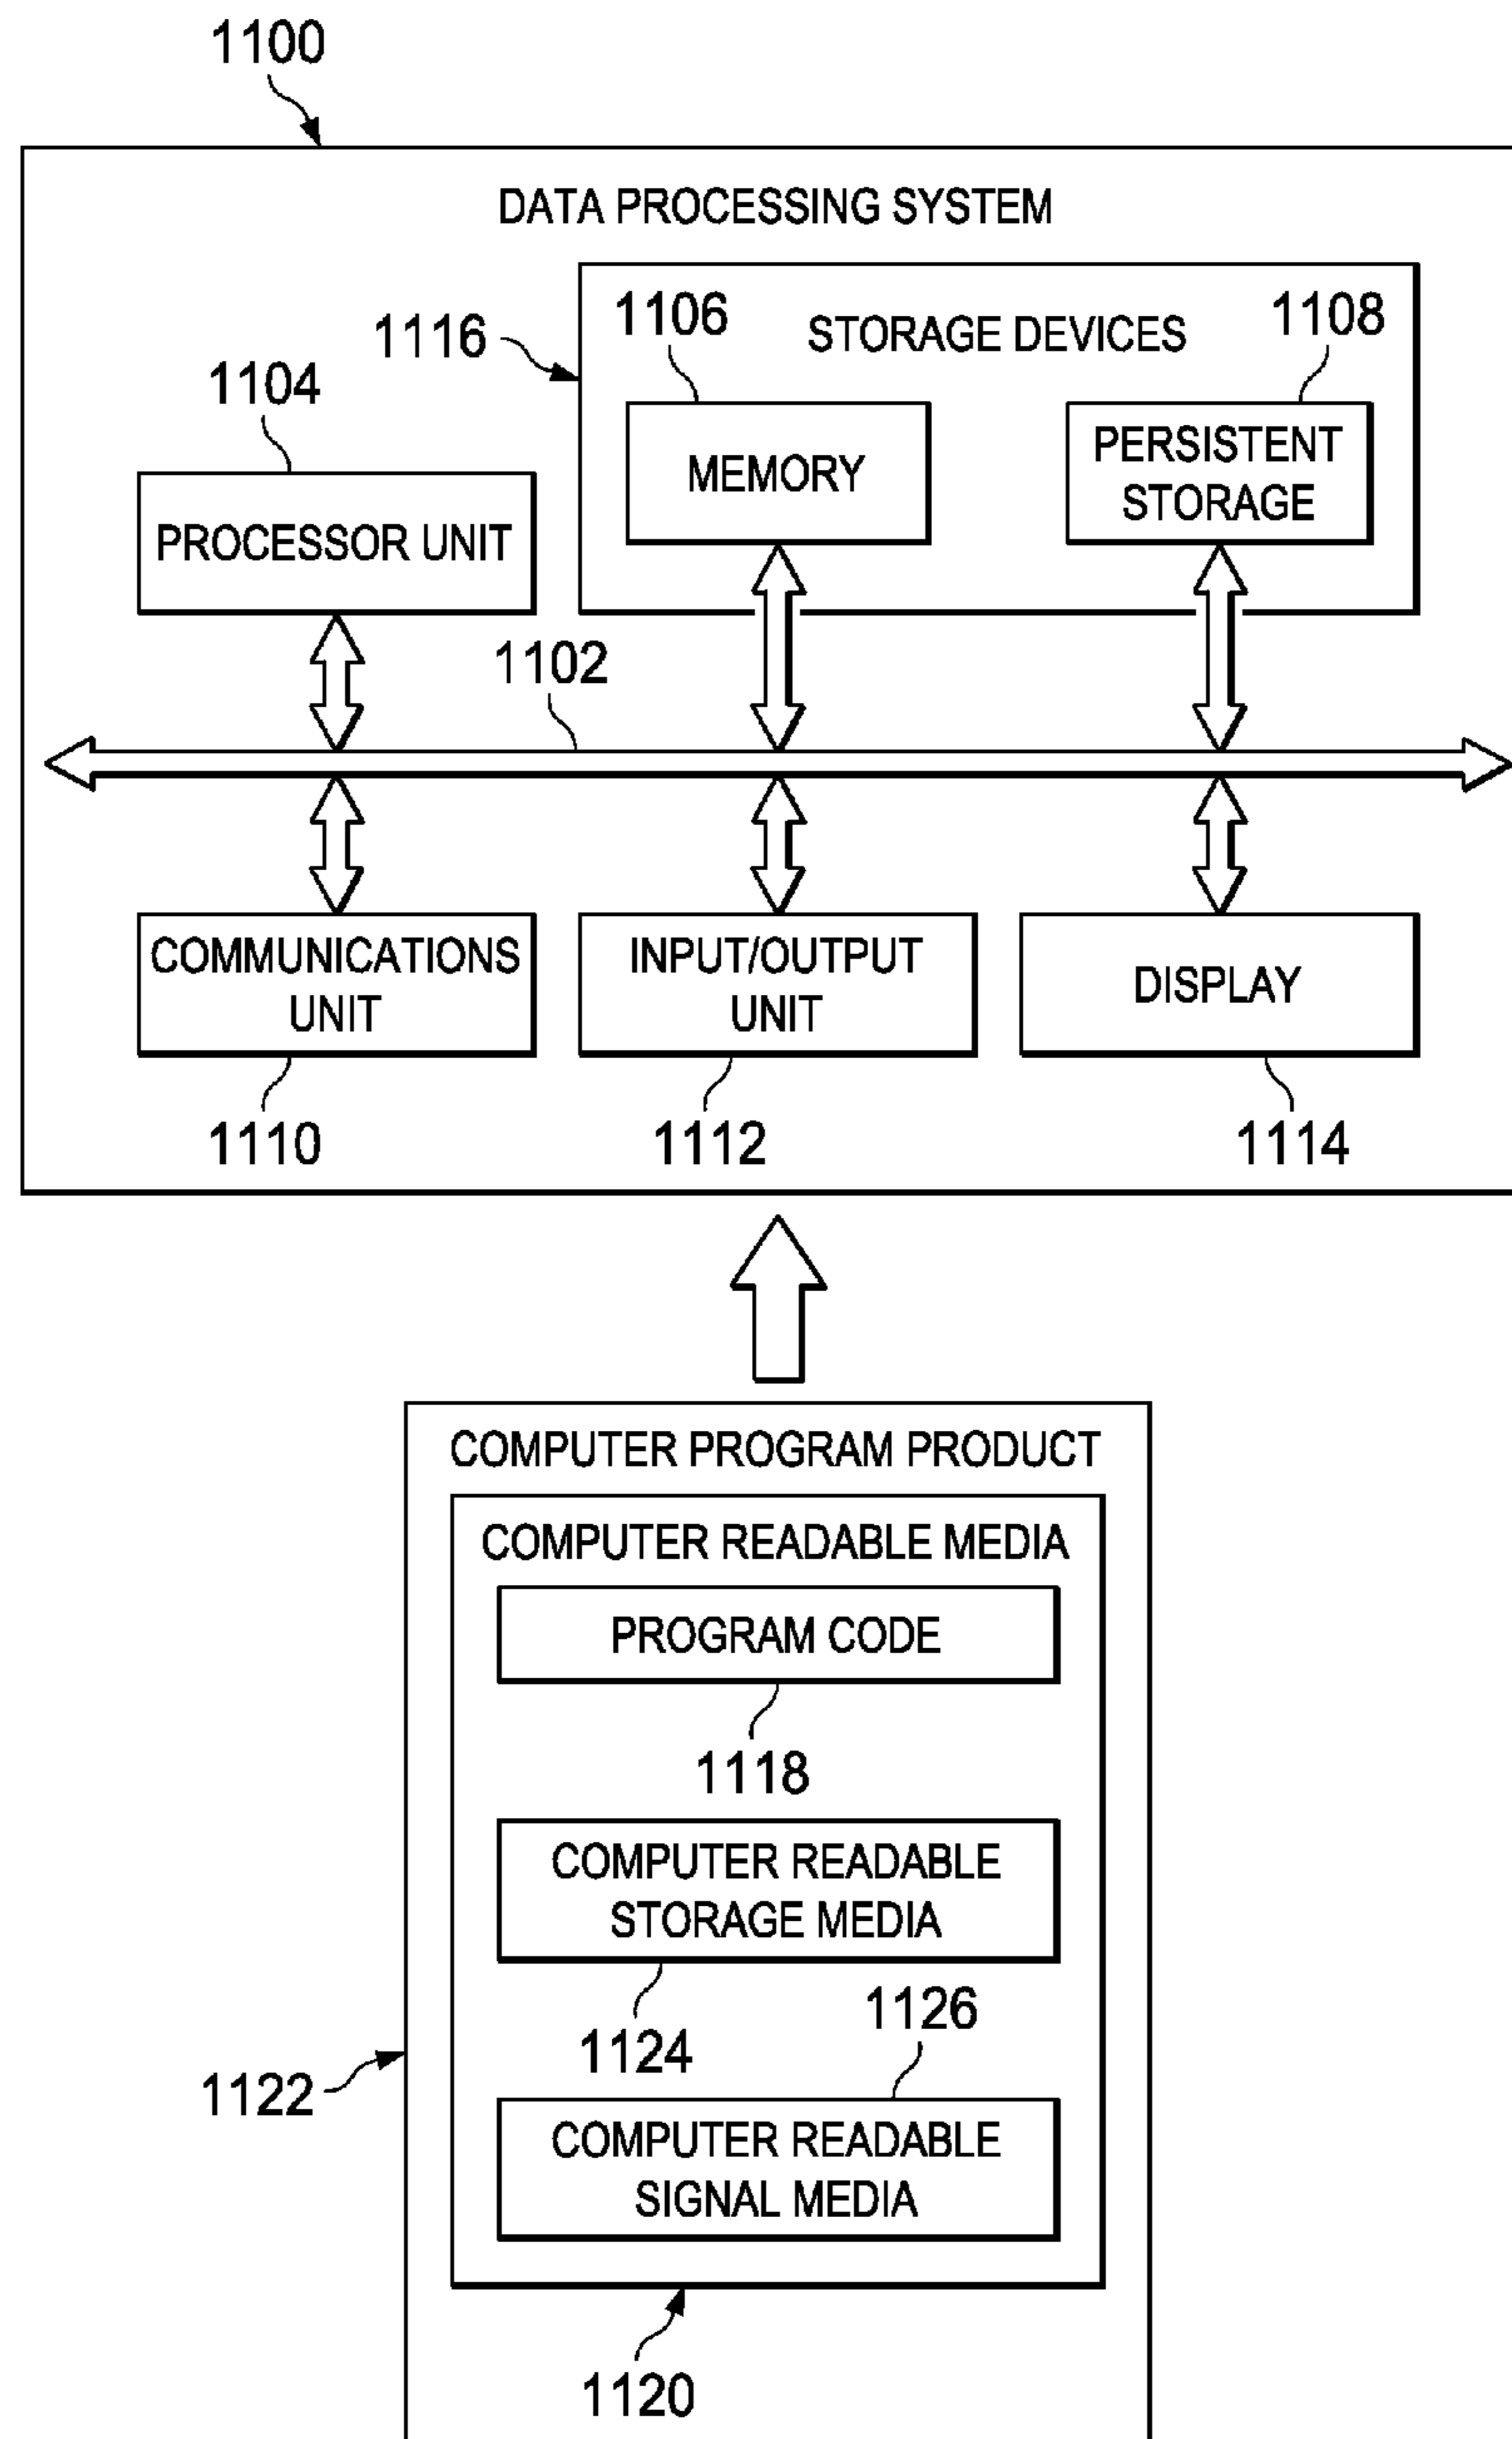 1100
DATA PROCESSING SYSTEM
1116
1106
STORAGE DEVICES
1108
1104
MEMORY
PERSISTENT
STORAGE
PROCESSOR UNIT
1102
COMMUNICATIONS
UNIT
INPUT/OUTPUT
UNIT
DISPLAY
1110
1112
1114
COMPUTER PROGRAM PRODUCT
COMPUTER READABLE MEDIA
PROGRAM CODE
1118
COMPUTER READABLE
STORAGE MEDIA
1124
1126
1122
COMPUTER READABLE
SIGNAL MEDIA
1120